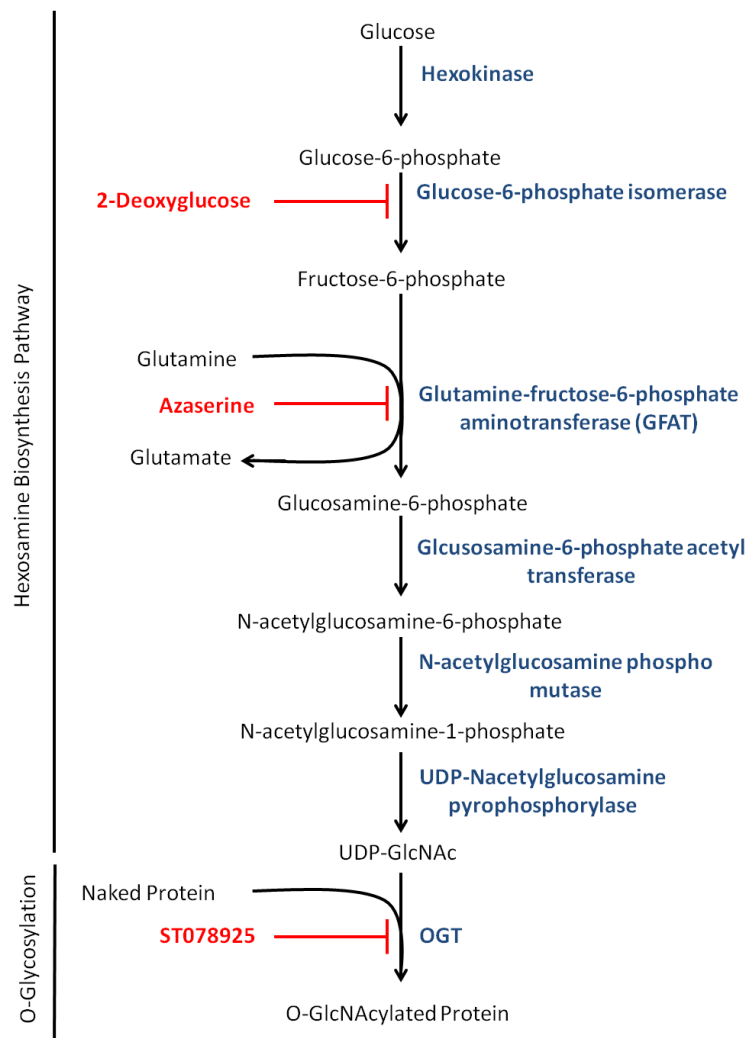 Glucose
Hexokinase
Glucose-6-phosphate
2-Deoxyglucose
Glucose-6-phosphate isomerase
Fructose-6-phosphate
Glutamine
Azaserine
Glutamine-fructose-6-phosphate
aminotransferase (GFAT)
Glutamate
Glucosamine-6-phosphate
Glcusosamine-6-phosphate acetyl
transferase
N-acetylglucosamine-6-phosphate
N-acetylglucosamine phospho
mutase
N-acetylglucosamine-1-phosphate
UDP-Nacetylglucosamine
pyrophosphorylase
UDP-GlcNAc
Naked Protein
ST078925
OGT
O-GlcNAcylated Protein
Hexosamine Biosynthesis Pathway
O-Glycosylation